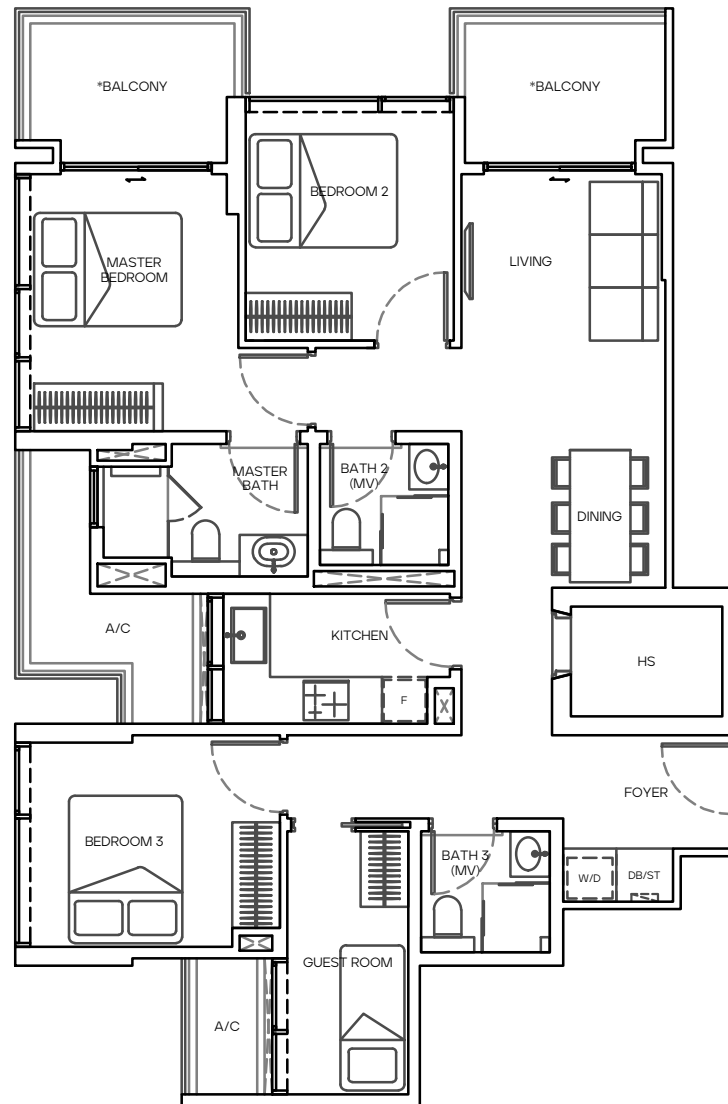 *BALCONY
*BALCONY
BEDROOM 2
MASTER
BEDROOM
LIVING
MASTER
BATH
BATH 2
(MV)
DINING
A/C
KITCHEN
HS
F
FOYER
BEDROOM 3
BATH 3
(MV)
W/D
DB/ST
GUEST ROOM
A/C